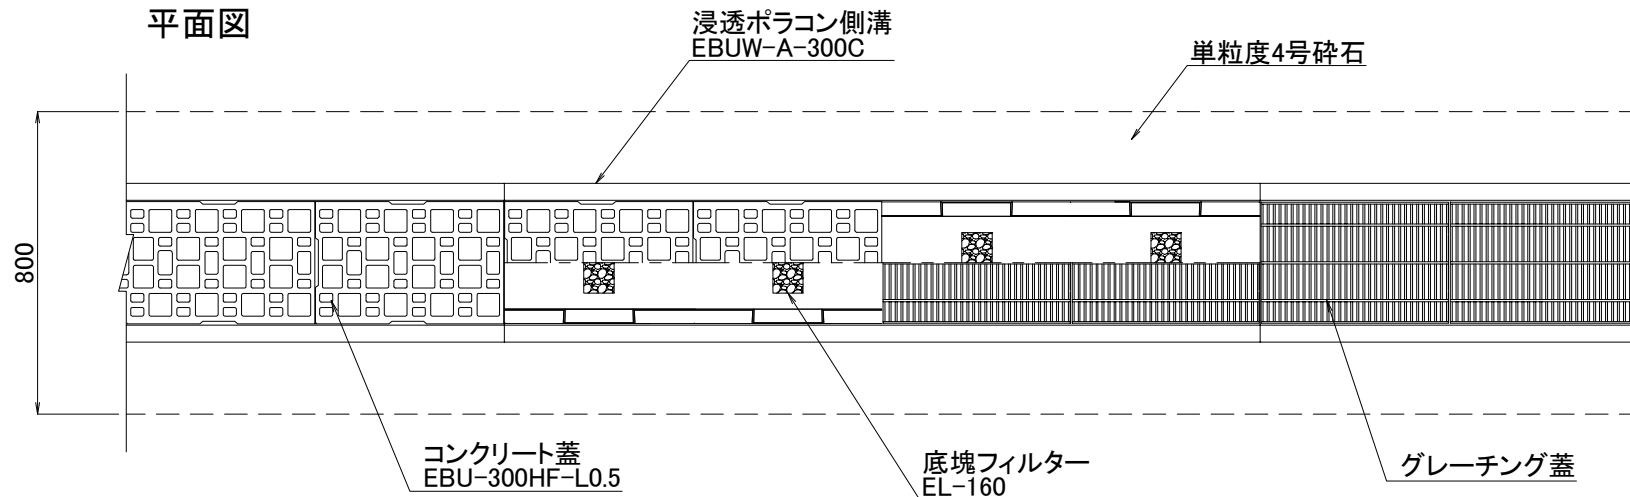 平面図
浸透ポラコン側溝
EBUW-A-300C
単粒度4号砕石
800
コンクリート蓋
EBU-300HF-L0.5
底塊フィルター
EL-160
グレーチング蓋